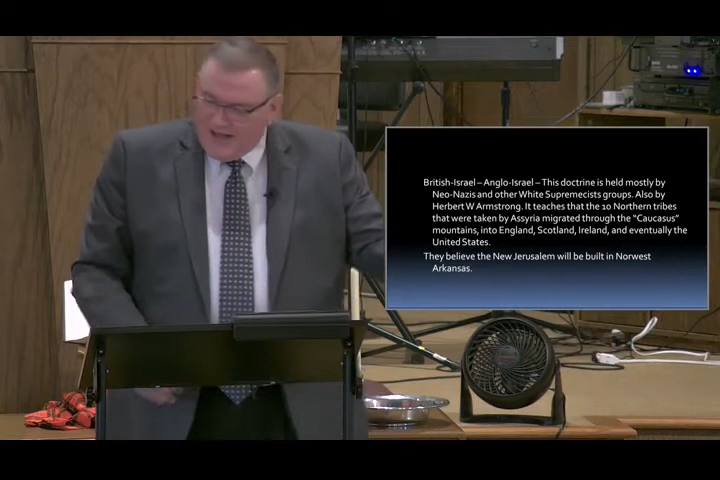 British-Israel – Anglo-Israel – This doctrine is held mostly by
Neo-Nazis and other White Supremecists groups. Also by
Herbert W Armstrong. It teaches that the 10 Northern tribes
that were taken by Assyria migrated through the "Caucasus"
mountains, into England, Scotland, Ireland, and eventually the
United States.
They believe the New Jerusalem will be built in Norwest
Arkansas.